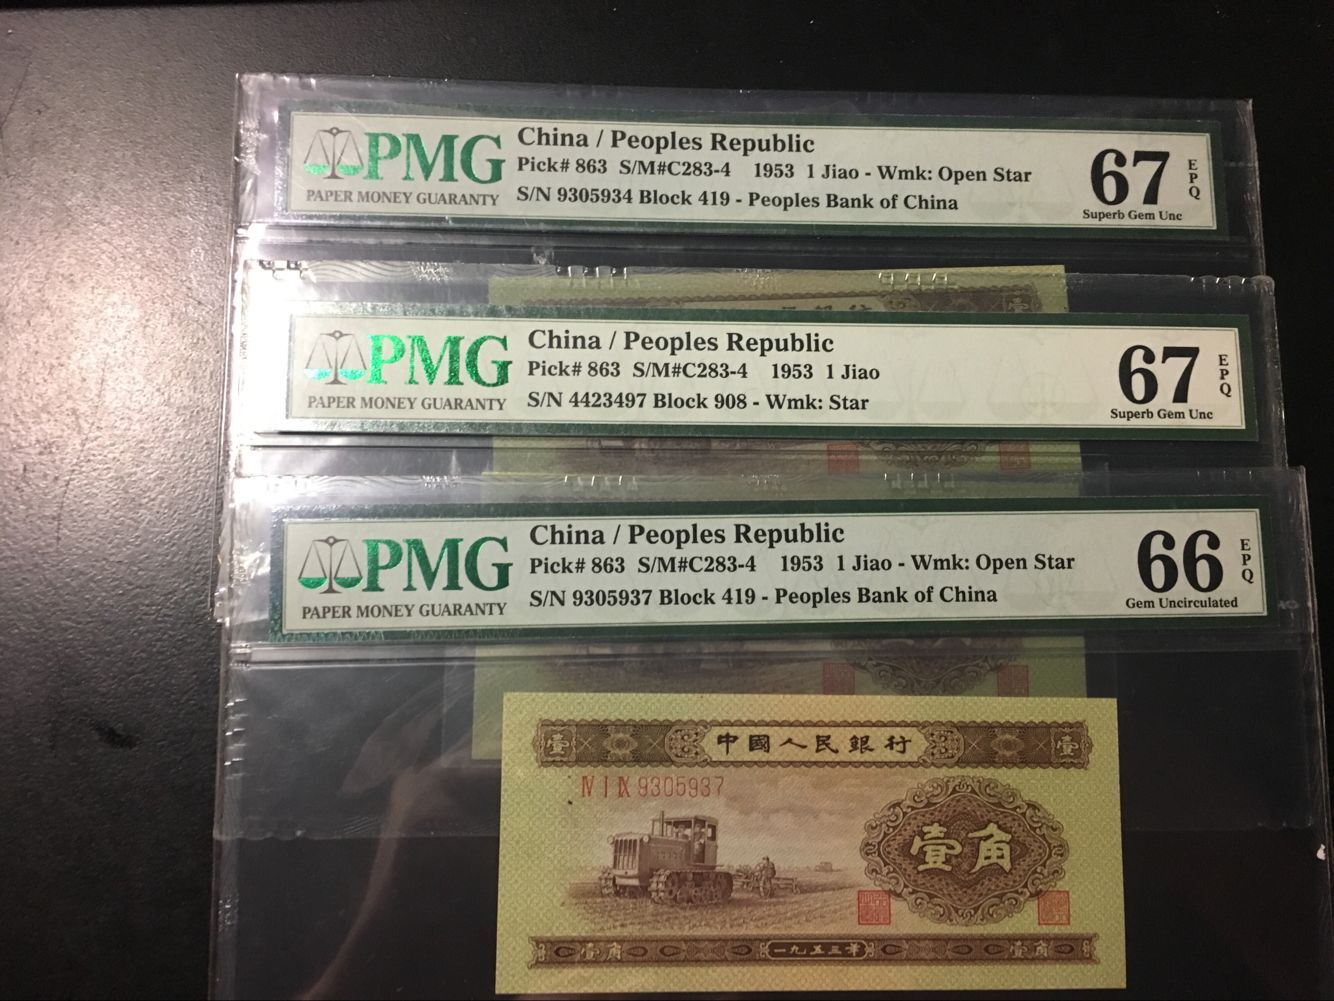 PMG
PAPER MONEY GUARANTY
China / Peoples Republic
Pick# 863 S/M#C283-4 1953 1 Jiao - Wmk: Open Star
S/N 9305934 Block 419 - Peoples Bank of China
67
EPQ
Superb Gem Unc
PMG
PAPER MONEY GUARANTY
China / Peoples Republic
Pick# 863 S/M#C283-4 1953 1 Jiao
S/N 4423497 Block 908 - Wmk: Star
67
EPQ
Superb Gem Unc
PMG
PAPER MONEY GUARANTY
China / Peoples Republic
Pick# 863 S/M#C283-4 1953 1 Jiao - Wmk: Open Star
S/N 9305937 Block 419 - Peoples Bank of China
66
EPQ
Gem Uncirculated
壹 中國人民銀行 壹
Ⅳ Ⅰ Ⅸ 9305937
壹角
壹角 一九五三年 壹角